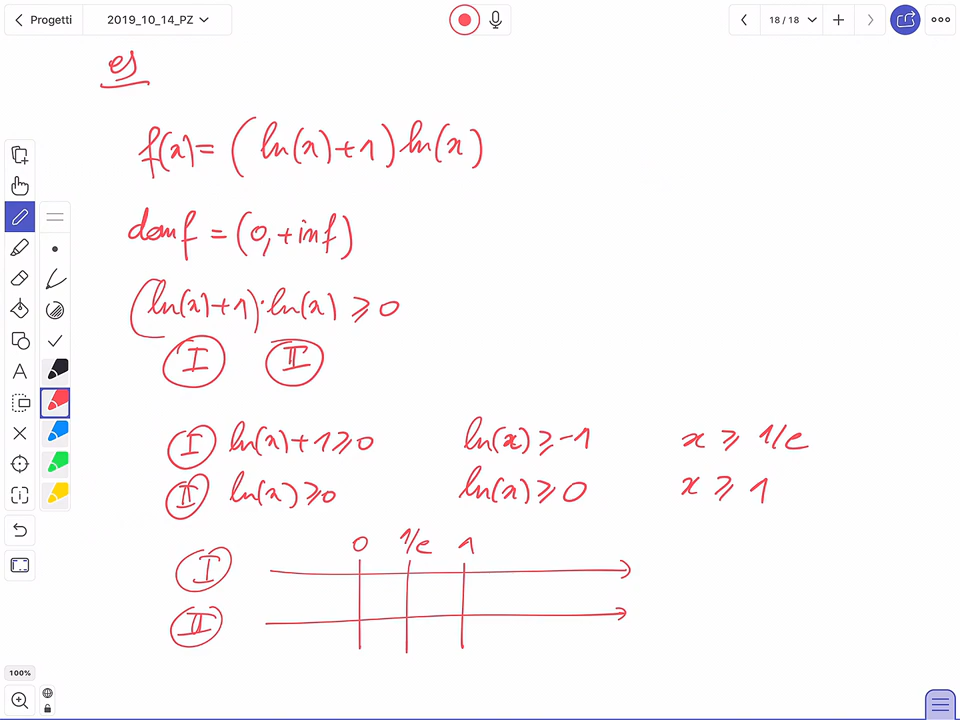 Progetti 2019_10_14_PZ 18 / 18
es
f(x) = (ln(x)+1) ln(x)
dom f = (0, +inf)
(ln(x)+1)·ln(x) ⩾ 0
I II
I ln(x)+1⩾0 ln(x)⩾-1 x ⩾ 1/e
II ln(x)⩾0 ln(x)⩾0 x ⩾ 1
0 1/e 1
I
II
A
100%